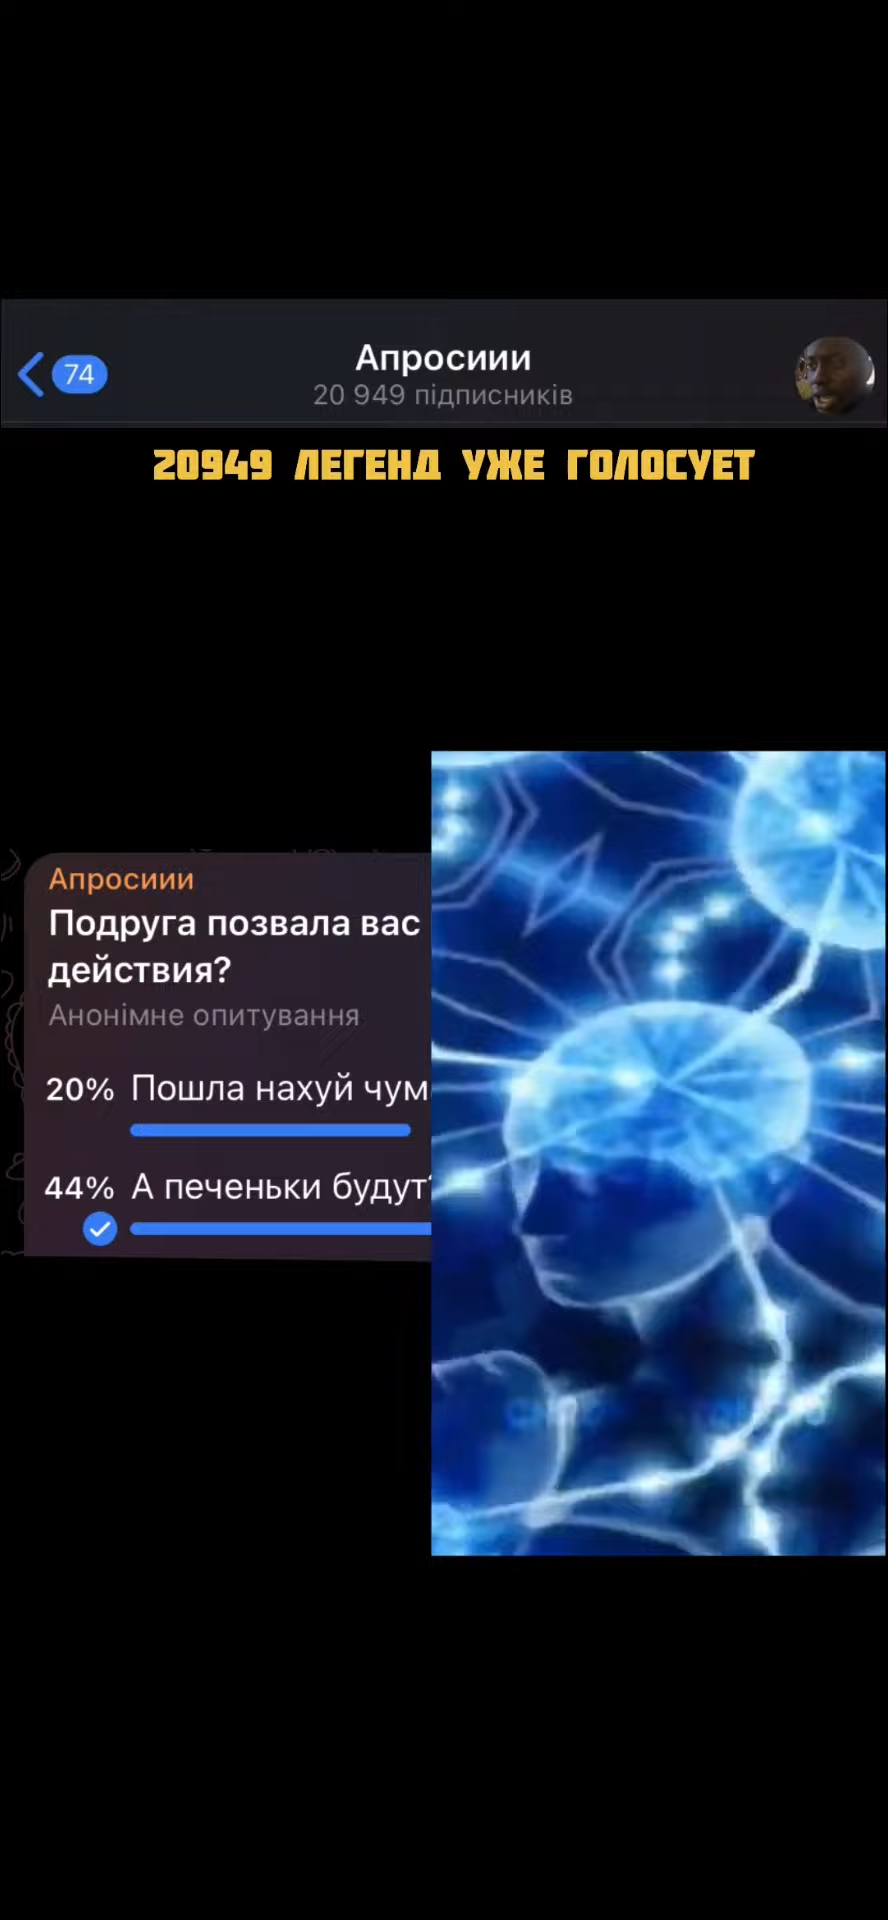 74
Апросиии
20 949 підписників
20949 ЛЕГЕНД УЖЕ ГОЛОСУЕТ
Апросиии
Подруга позвала вас
действия?
Анонімне опитування
20% Пошла нахуй чум
44% А печеньки будут?